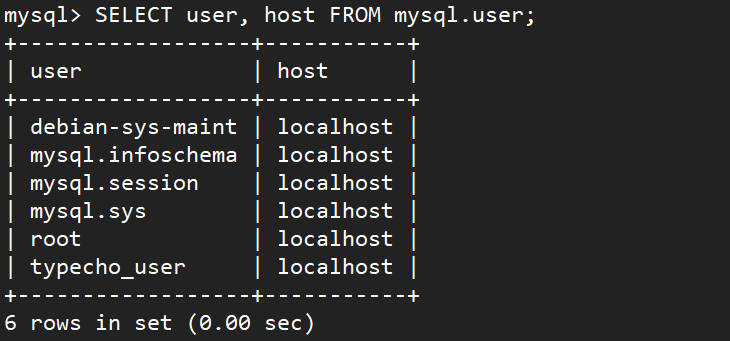 mysql> SELECT user, host FROM mysql.user;
+------------------+-----------+
| user             | host      |
+------------------+-----------+
| debian-sys-maint | localhost |
| mysql.infoschema | localhost |
| mysql.session    | localhost |
| mysql.sys        | localhost |
| root             | localhost |
| typecho_user     | localhost |
+------------------+-----------+
6 rows in set (0.00 sec)